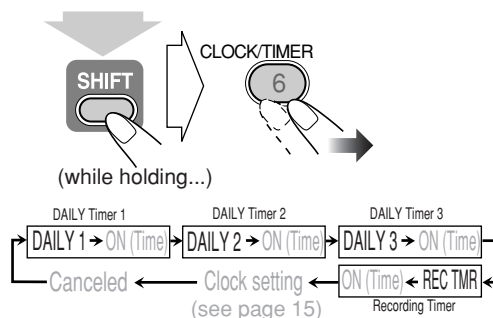 CLOCK/TIMER
SHIFT
6
(while holding...)
DAILY Timer 1 DAILY Timer 2 DAILY Timer 3
DAILY 1 → ON (Time) → DAILY 2 → ON (Time) → DAILY 3 → ON (Time)
Canceled ← Clock setting ← ON (Time) ← REC TMR
(see page 15) Recording Timer